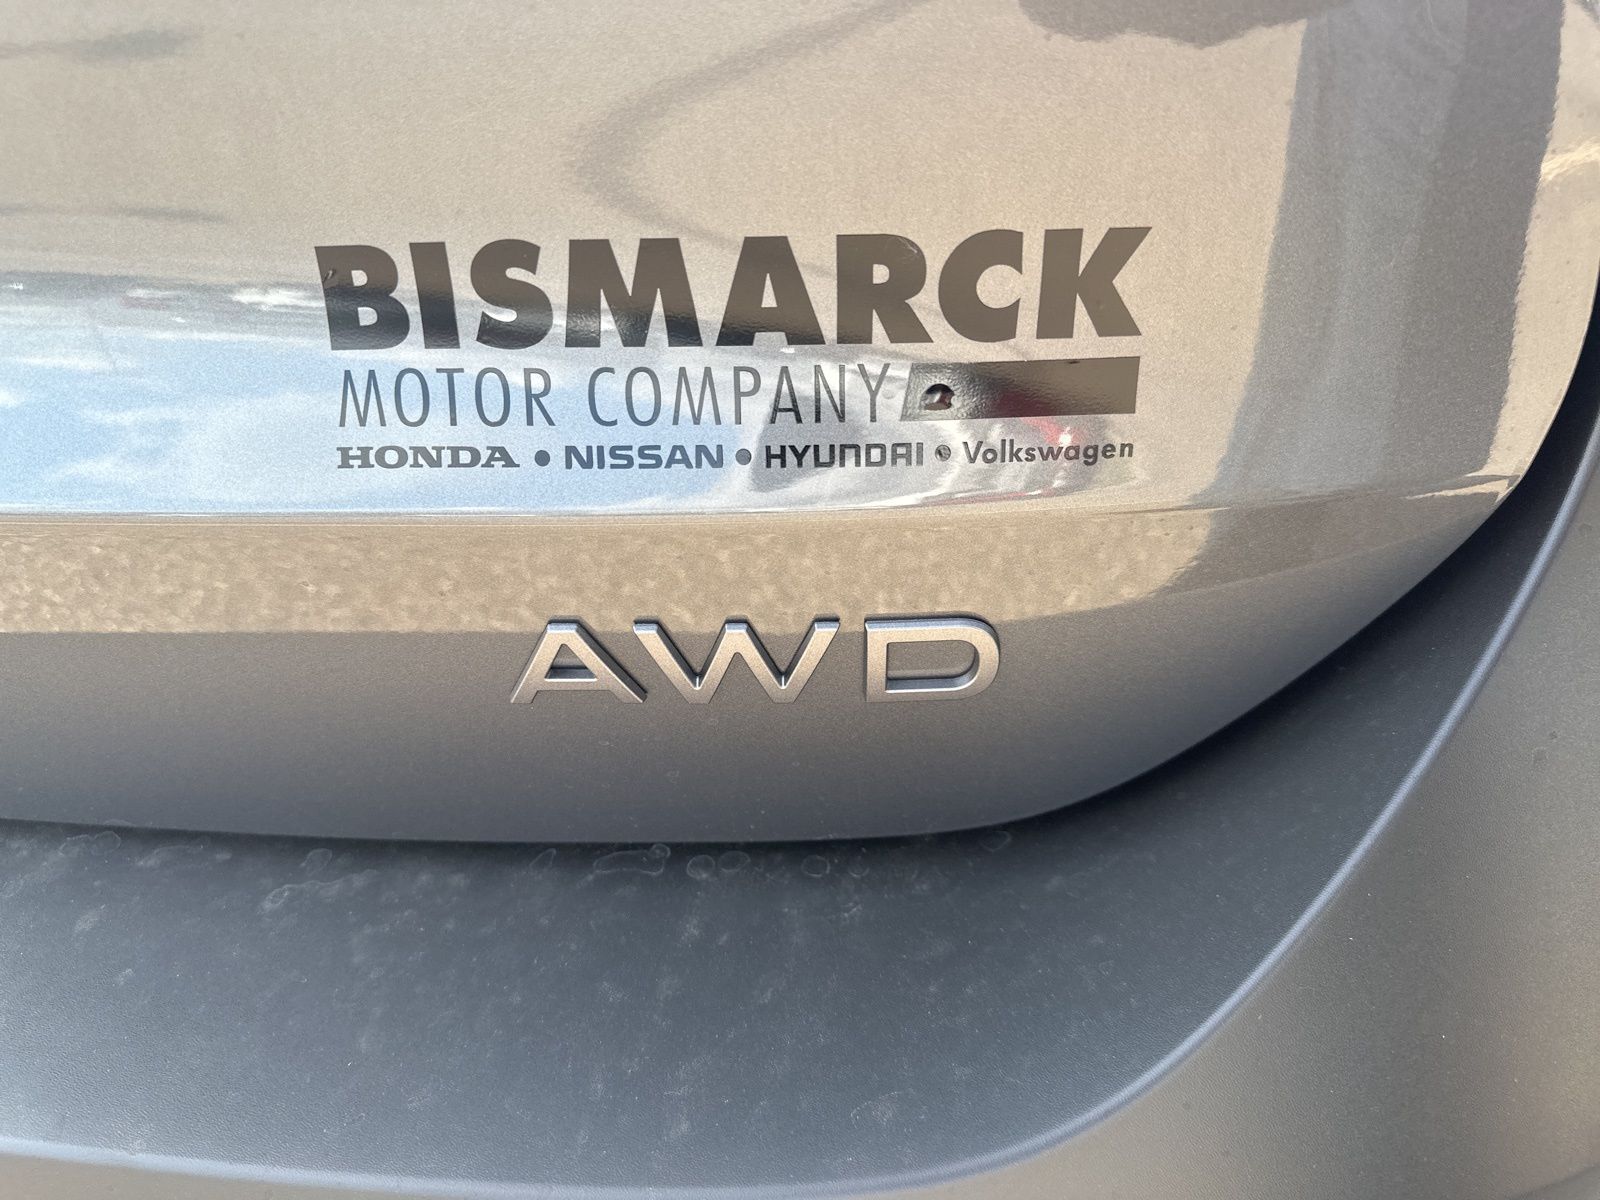 BISMARCK
MOTOR COMPANY
HONDA • NISSAN • HYUNDAI • Volkswagen
AWD